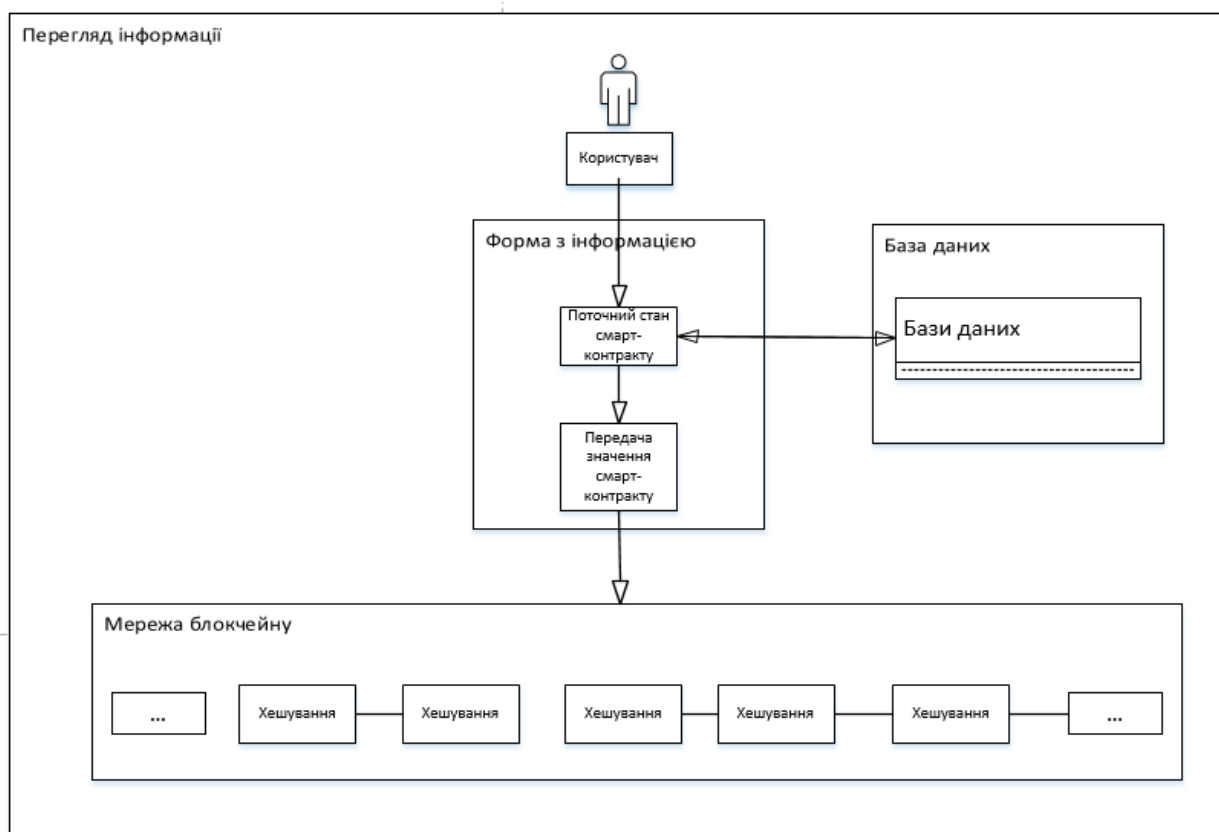 Перегляд інформації
Користувач
Форма з інформацією
База даних
Поточний стан
смарт-
контракту
Бази даних
Передача
значення
смарт-
контракту
Мережа блокчейну
...
Хешування
Хешування
Хешування
Хешування
Хешування
...